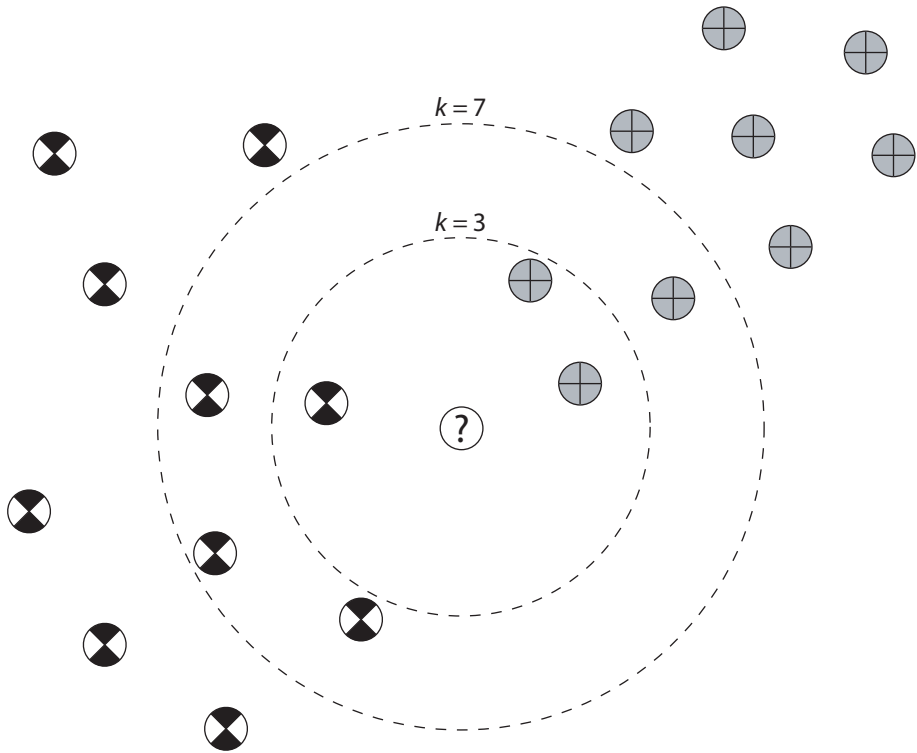 k = 7
k = 3
?